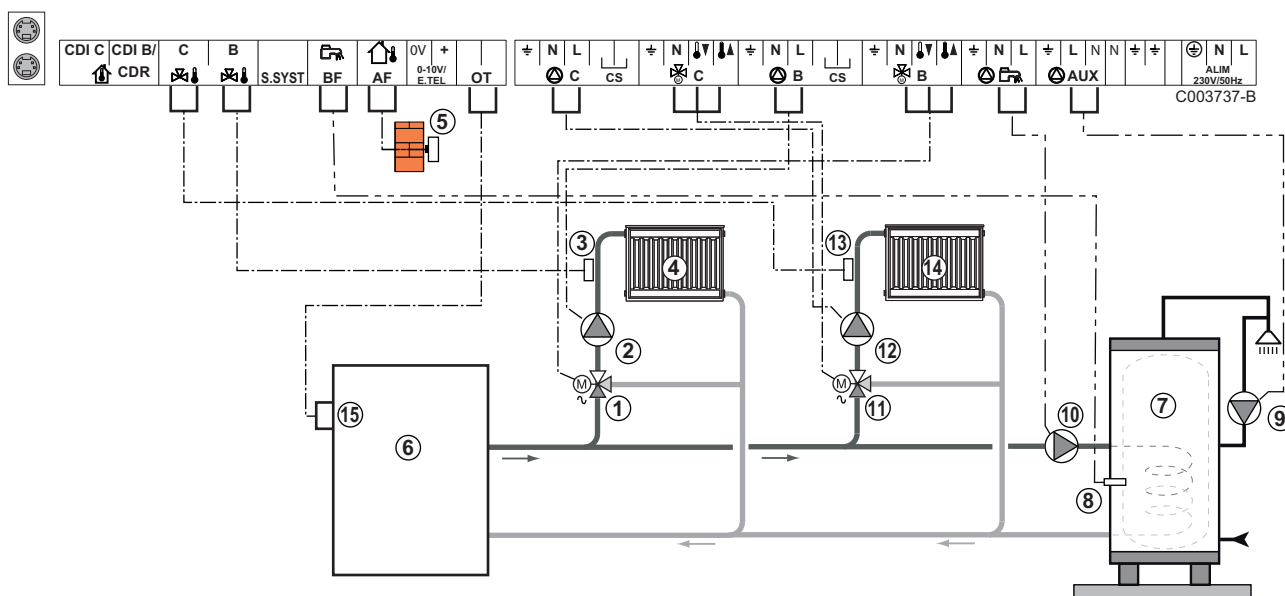 CDI C CDI B/ C B 0V + N L N C N L N B N L L N N N L
CDR S.SYST BF AF 0-10V/ E.TEL OT C CS C B CS B AUX ALIM 230V/50Hz
C003737-B
5
3 4 13 14
2 12
M 1 M 11
15 6 10 7 9
8